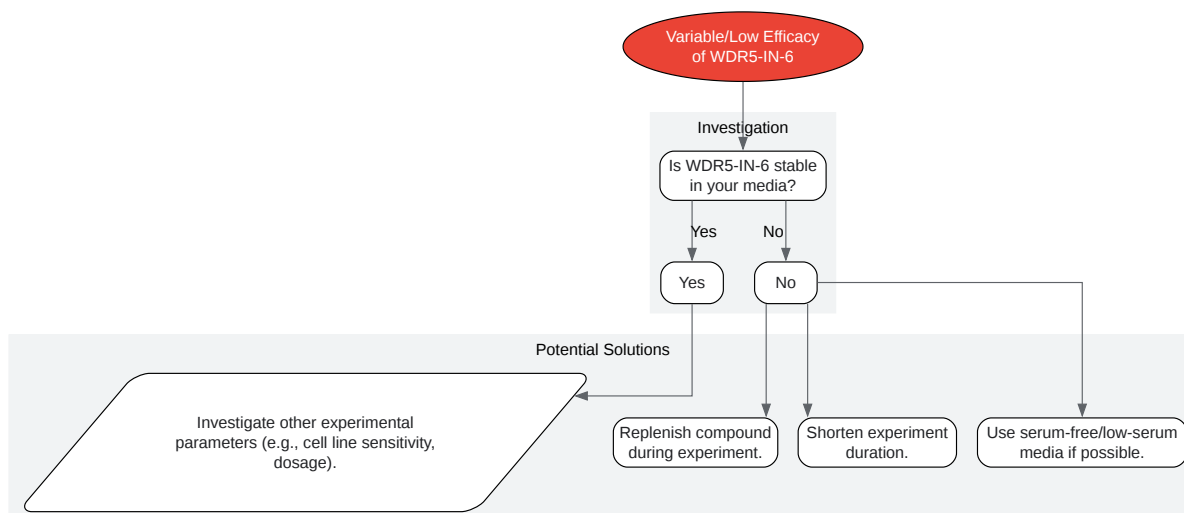 Variable/Low Efficacy
of WDR5-IN-6
Investigation
Is WDR5-IN-6 stable
in your media?
Yes
No
Yes
No
Potential Solutions
Investigate other experimental
parameters (e.g., cell line sensitivity,
dosage).
Replenish compound
during experiment.
Shorten experiment
duration.
Use serum-free/low-serum
media if possible.